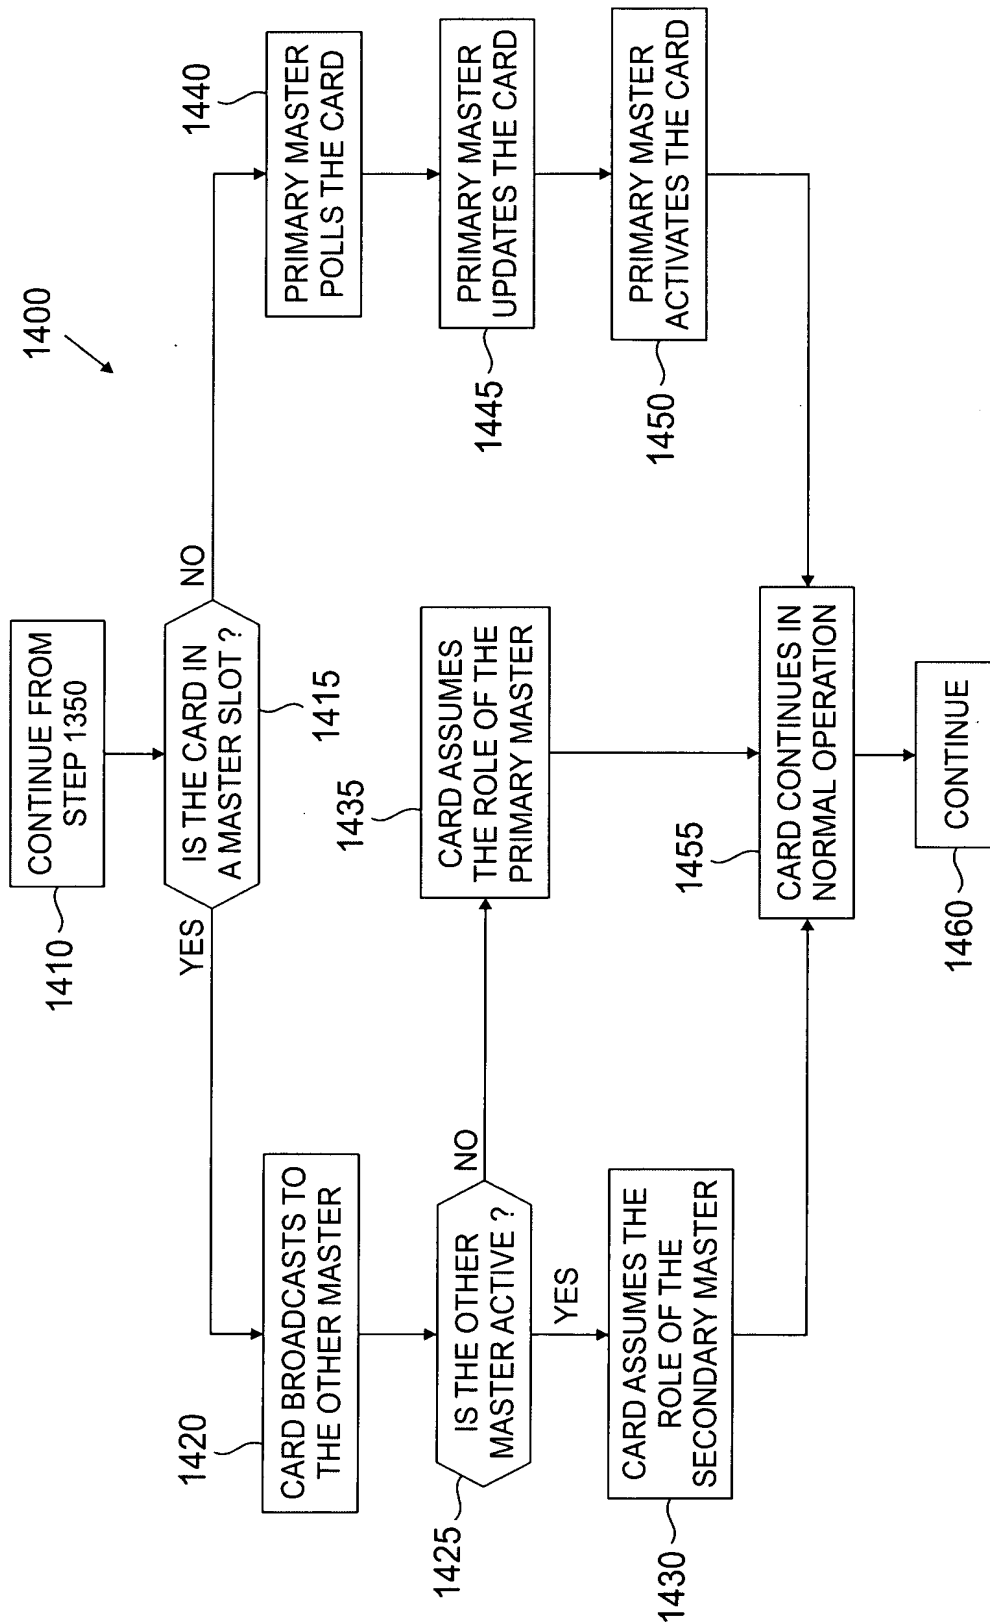 1400
CONTINUE FROM
STEP 1350
1410
IS THE CARD IN
A MASTER SLOT ?
1415
YES
NO
CARD BROADCASTS TO
THE OTHER MASTER
1420
IS THE OTHER
MASTER ACTIVE ?
1425
NO
YES
CARD ASSUMES THE
ROLE OF THE
SECONDARY MASTER
1430
CARD ASSUMES
THE ROLE OF THE
PRIMARY MASTER
1435
PRIMARY MASTER
POLLS THE CARD
1440
PRIMARY MASTER
UPDATES THE CARD
1445
PRIMARY MASTER
ACTIVATES THE CARD
1450
CARD CONTINUES IN
NORMAL OPERATION
1455
CONTINUE
1460